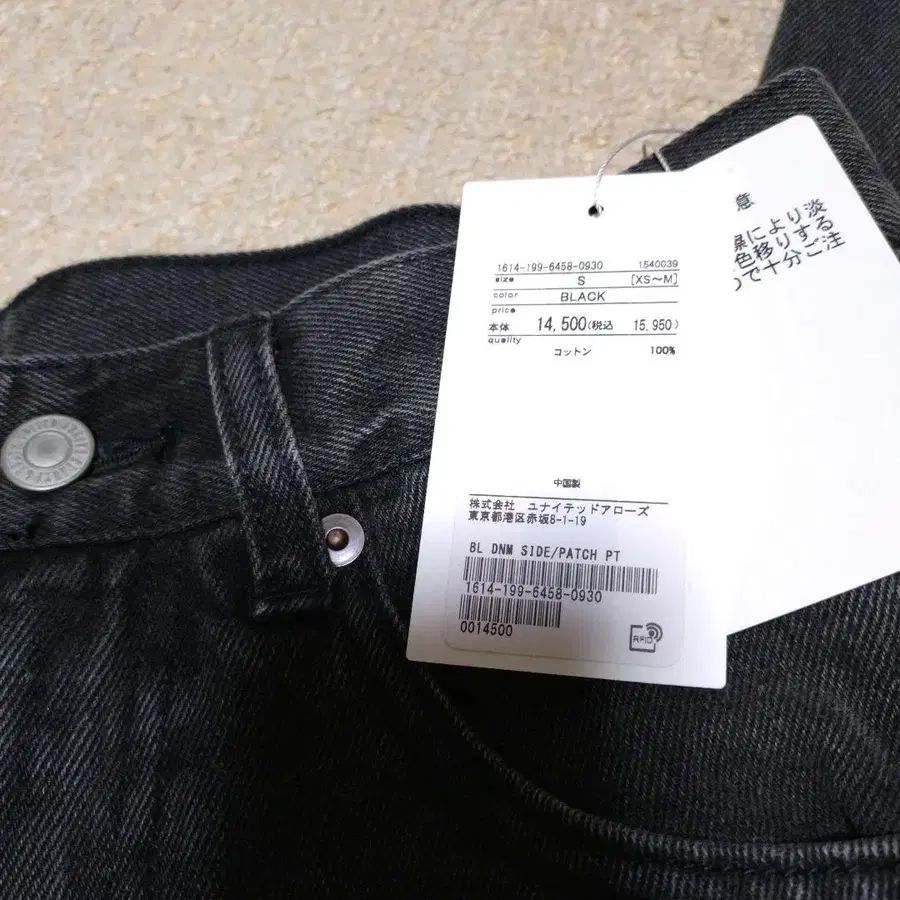 1614-199-6458-0930 1540039
size S [XS～M]
color BLACK
price
本体 14,500(税込 15,950)
quality
コットン 100%
中国製
株式会社 ユナイテッドアローズ
東京都港区赤坂8-1-19
BL DNM SIDE/PATCH PT
1614-199-6458-0930
0014500
RFID
意
により淡
色移りする
で十分ご注